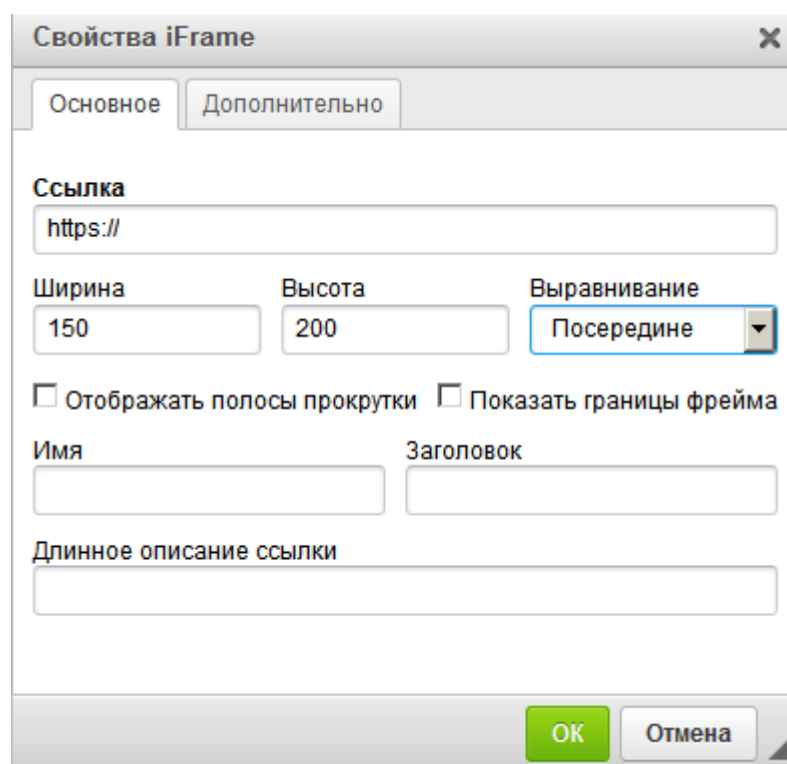 Свойства iFrame
Основное Дополнительно
Ссылка
https://
Ширина Высота Выравнивание
150 200 Посередине
Отображать полосы прокрутки Показать границы фрейма
Имя Заголовок
Длинное описание ссылки
ОК Отмена